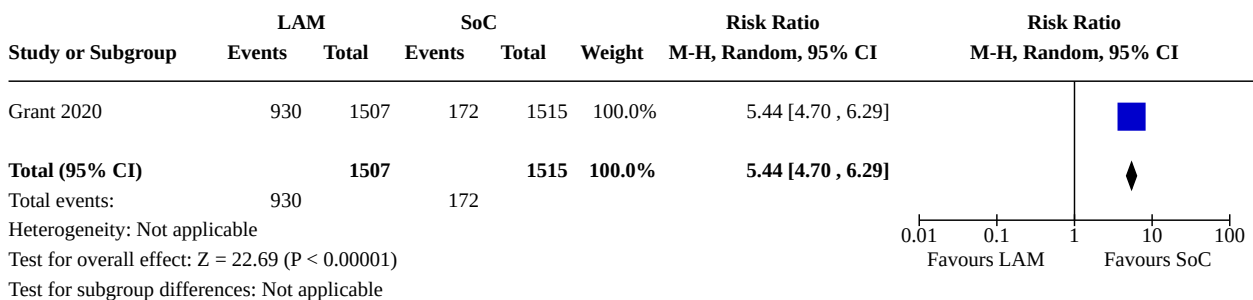 LAM SoC Risk Ratio Risk Ratio
Study or Subgroup Events Total Events Total Weight M-H, Random, 95% CI M-H, Random, 95% CI
Grant 2020 930 1507 172 1515 100.0% 5.44 [4.70 , 6.29]
Total (95% CI) 1507 1515 100.0% 5.44 [4.70 , 6.29]
Total events: 930 172
Heterogeneity: Not applicable 0.01 0.1 1 10 100
Test for overall effect: Z = 22.69 (P < 0.00001) Favours LAM Favours SoC
Test for subgroup differences: Not applicable